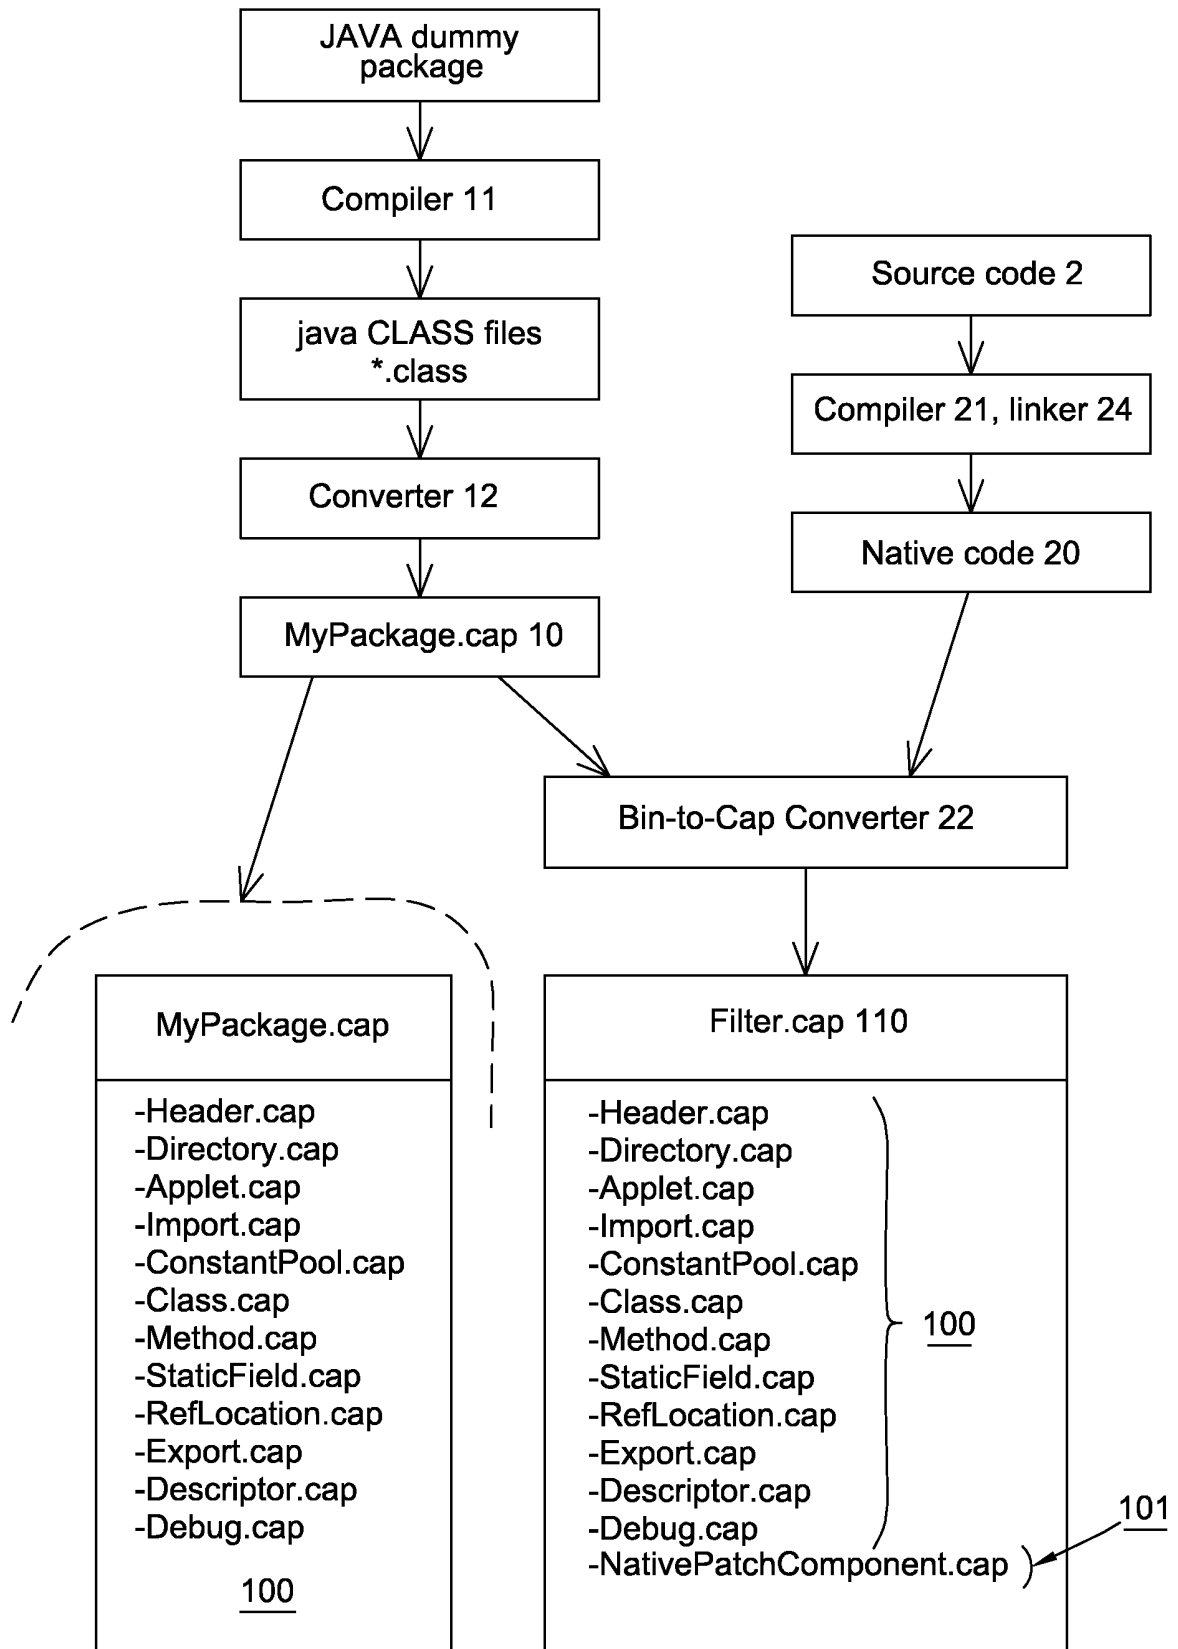 JAVA dummy
package
Compiler 11
java CLASS files
*.class
Converter 12
MyPackage.cap 10
Source code 2
Compiler 21, linker 24
Native code 20
Bin-to-Cap Converter 22
MyPackage.cap
-Header.cap
-Directory.cap
-Applet.cap
-Import.cap
-ConstantPool.cap
-Class.cap
-Method.cap
-StaticField.cap
-RefLocation.cap
-Export.cap
-Descriptor.cap
-Debug.cap
100
Filter.cap 110
-Header.cap
-Directory.cap
-Applet.cap
-Import.cap
-ConstantPool.cap
-Class.cap
-Method.cap
-StaticField.cap
-RefLocation.cap
-Export.cap
-Descriptor.cap
-Debug.cap
-NativePatchComponent.cap
100
101